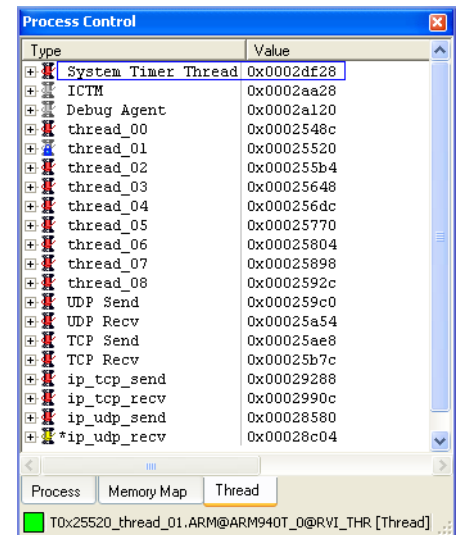 Process Control
Type Value
System Timer Thread 0x0002df28
ICTM 0x0002aa28
Debug Agent 0x0002a120
thread_00 0x0002548c
thread_01 0x00025520
thread_02 0x000255b4
thread_03 0x00025648
thread_04 0x000256dc
thread_05 0x00025770
thread_06 0x00025804
thread_07 0x00025898
thread_08 0x0002592c
UDP Send 0x000259c0
UDP Recv 0x00025a54
TCP Send 0x00025ae8
TCP Recv 0x00025b7c
ip_tcp_send 0x00029288
ip_tcp_recv 0x0002990c
ip_udp_send 0x00028580
*ip_udp_recv 0x00028c04
Process Memory Map Thread
T0x25520_thread_01.ARM@ARM940T_0@RVI_THR [Thread]